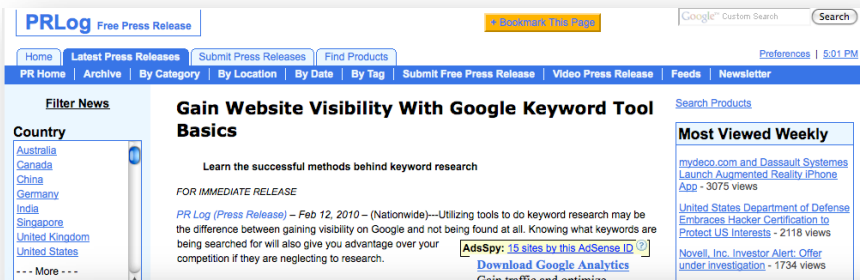 PRLog Free Press Release
+ Bookmark This Page
Google™ Custom Search
Search
Home
Latest Press Releases
Submit Press Releases
Find Products
Preferences | 5:01 PM
PR Home | Archive | By Category | By Location | By Date | By Tag | Submit Free Press Release | Video Press Release | Feeds | Newsletter
Filter News
Country
Australia
Canada
China
Germany
India
Singapore
United Kingdom
United States
- - - More - - -
Gain Website Visibility With Google Keyword Tool
Basics
Learn the successful methods behind keyword research
FOR IMMEDIATE RELEASE
PR Log (Press Release) – Feb 12, 2010 – (Nationwide)---Utilizing tools to do keyword research may be
the difference between gaining visibility on Google and not being found at all. Knowing what keywords are
being searched for will also give you advantage over your
competition if they are neglecting to research.
AdsSpy: 15 sites by this AdSense ID ?
Download Google Analytics
Gain traffic and optimize
Search Products
Most Viewed Weekly
mydeco.com and Dassault Systemes
Launch Augmented Reality iPhone
App - 3075 views
United States Department of Defense
Embraces Hacker Certification to
Protect US Interests - 2118 views
Novell, Inc. Investor Alert: Offer
under investigation - 1734 views